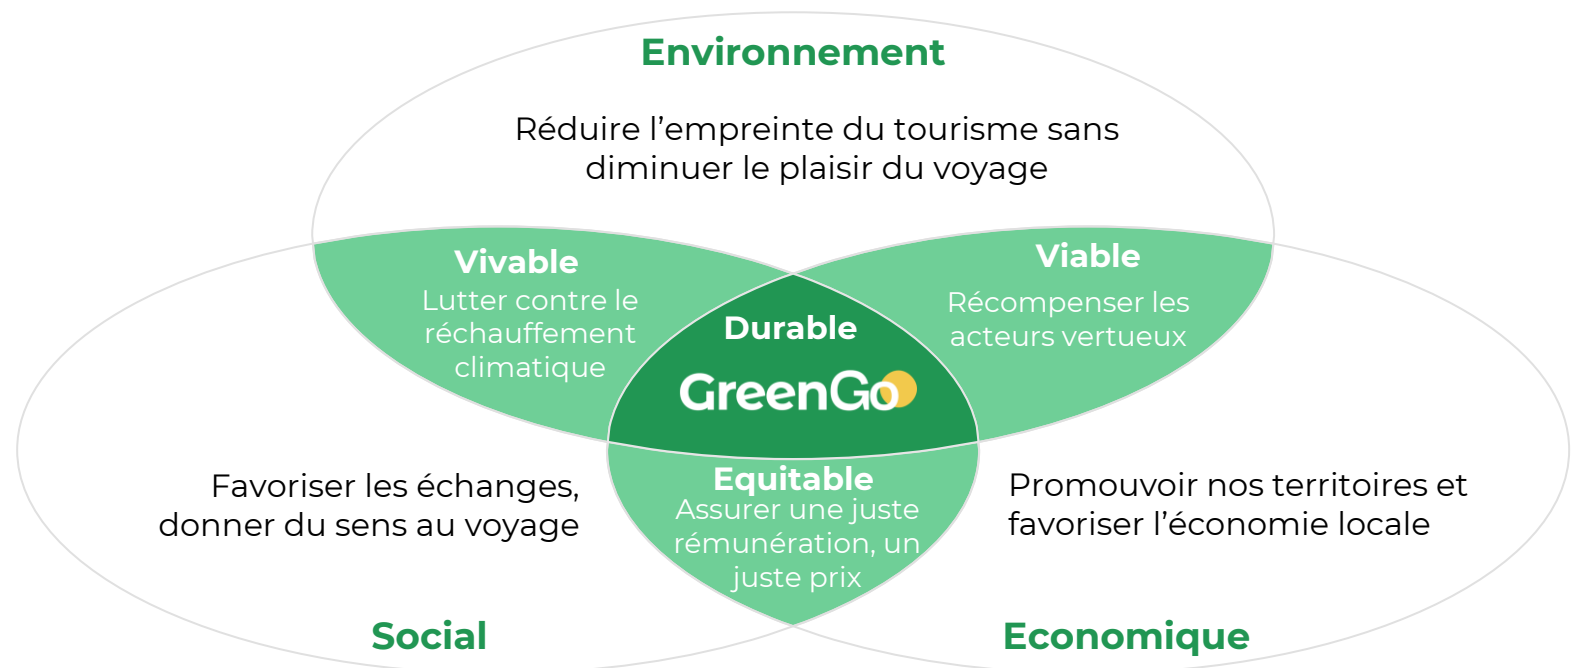 Environnement
Réduire l’empreinte du tourisme sans
diminuer le plaisir du voyage
Vivable
Lutter contre le
réchauffement
climatique
Viable
Récompenser les
acteurs vertueux
Durable
GreenGo
Favoriser les échanges,
donner du sens au voyage
Equitable
Assurer une juste
rémunération, un
juste prix
Promouvoir nos territoires et
favoriser l’économie locale
Social
Economique